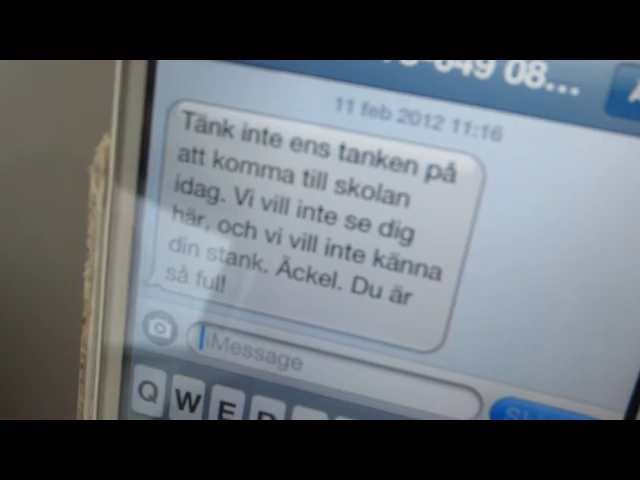 49 08...
11 feb 2012 11:16
Tänk inte ens tanken på
att komma till skolan
idag. Vi vill inte se dig
här, och vi vill inte känna
din stank. Äckel. Du är
så ful!
iMessage
Q W E